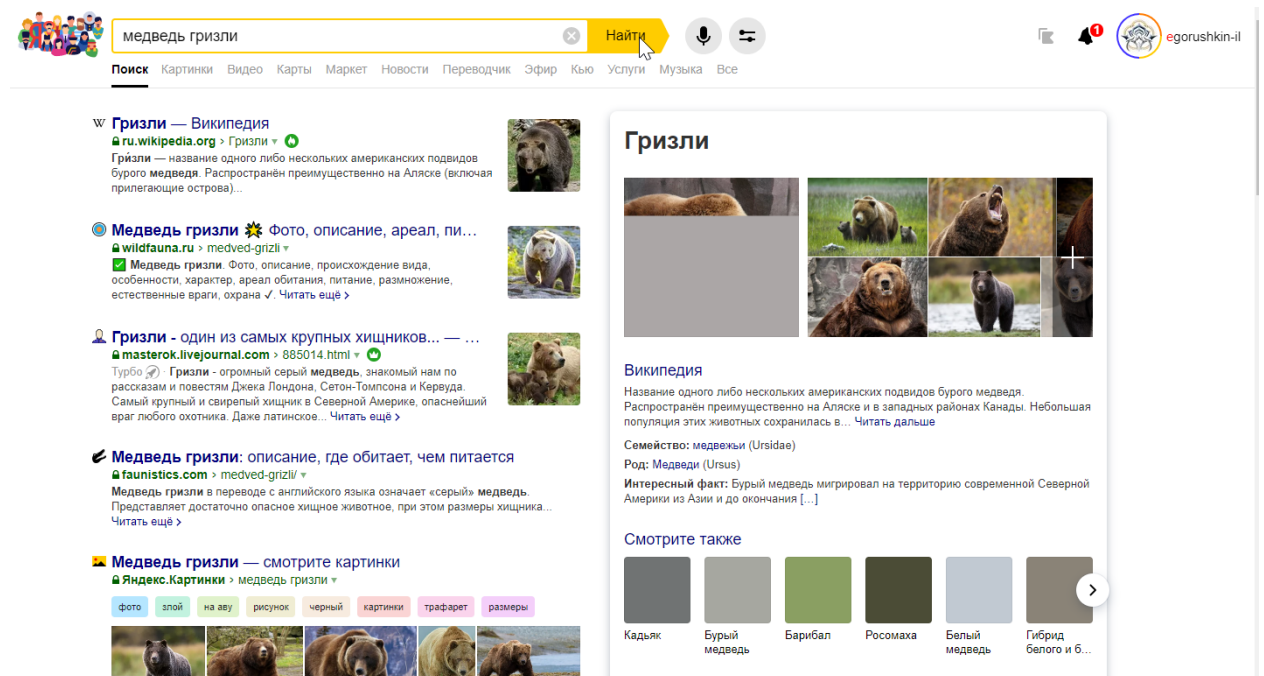 медведь гризли
Найти
1
egorushkin-il
Поиск Картинки Видео Карты Маркет Новости Переводчик Эфир Кью Услуги Музыка Все
W Гризли — Википедия
ru.wikipedia.org › Гризли
Гри́зли — название одного либо нескольких американских подвидов
бурого медведя. Распространён преимущественно на Аляске (включая
прилегающие острова)...
Медведь гризли Фото, описание, ареал, пи...
wildfauna.ru › medved-grizli
✅ Медведь гризли. Фото, описание, происхождение вида,
особенности, характер, ареал обитания, питание, размножение,
естественные враги, охрана ✓. Читать ещё ›
Гризли - один из самых крупных хищников... — ...
masterok.livejournal.com › 885014.html
Турбо · Гризли - огромный серый медведь, знакомый нам по
рассказам и повестям Джека Лондона, Сетон-Томпсона и Кервуда.
Самый крупный и свирепый хищник в Северной Америке, опаснейший
враг любого охотника. Даже латинское... Читать ещё ›
Медведь гризли: описание, где обитает, чем питается
faunistics.com › medved-grizli/
Медведь гризли в переводе с английского языка означает «серый» медведь.
Представляет достаточно опасное хищное животное, при этом размеры хищника...
Читать ещё ›
Медведь гризли — смотрите картинки
Яндекс.Картинки › медведь гризли
фото злой на аву рисунок черный картинки трафарет размеры
Гризли
Википедия
Название одного либо нескольких американских подвидов бурого медведя.
Распространён преимущественно на Аляске и в западных районах Канады. Небольшая
популяция этих животных сохранилась в... Читать дальше
Семейство: медвежьи (Ursidae)
Род: Медведи (Ursus)
Интересный факт: Бурый медведь мигрировал на территорию современной Северной
Америки из Азии и до окончания [...]
Смотрите также
Кадьяк
Бурый
медведь
Барибал
Росомаха
Белый
медведь
Гибрид
белого и б...